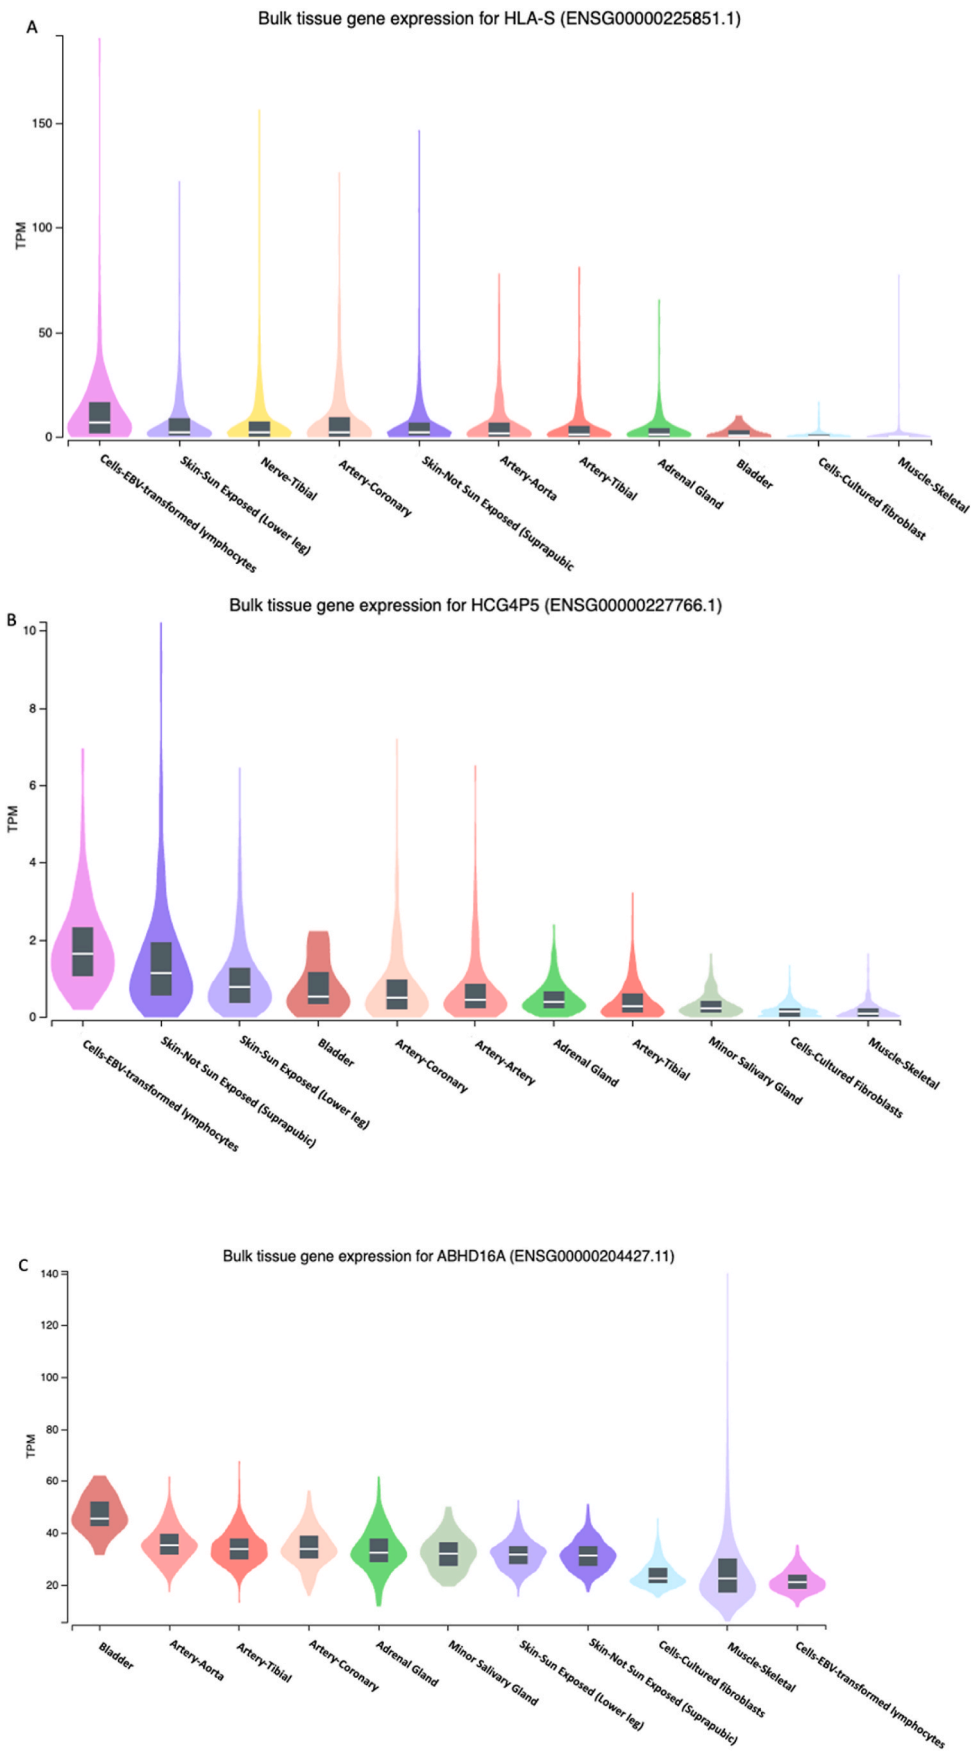 A
Bulk tissue gene expression for HLA-S (ENSG00000225851.1)
TPM
150
100
50
0
Cells-EBV-transformed lymphocytes
Skin-Sun Exposed (Lower leg)
Nerve-Tibial
Artery-Coronary
Skin-Not Sun Exposed (Suprapubic
Artery-Aorta
Artery-Tibial
Adrenal Gland
Bladder
Cells-Cultured fibroblast
Muscle-Skeletal
B
Bulk tissue gene expression for HCG4P5 (ENSG00000227766.1)
TPM
10
8
6
4
2
0
Cells-EBV-transformed lymphocytes
Skin-Not Sun Exposed (Suprapubic)
Skin-Sun Exposed (Lower leg)
Bladder
Artery-Coronary
Artery-Artery
Adrenal Gland
Artery-Tibial
Minor Salivary Gland
Cells-Cultured Fibroblasts
Muscle-Skeletal
C
Bulk tissue gene expression for ABHD16A (ENSG00000204427.11)
TPM
140
120
100
80
60
40
20
Bladder
Artery-Aorta
Artery-Tibial
Artery-Coronary
Adrenal Gland
Minor Salivary Gland
Skin-Sun Exposed (Lower leg)
Skin-Not Sun Exposed (Suprapubic)
Cells-Cultured fibroblasts
Muscle-Skeletal
Cells-EBV-transformed lymphocytes